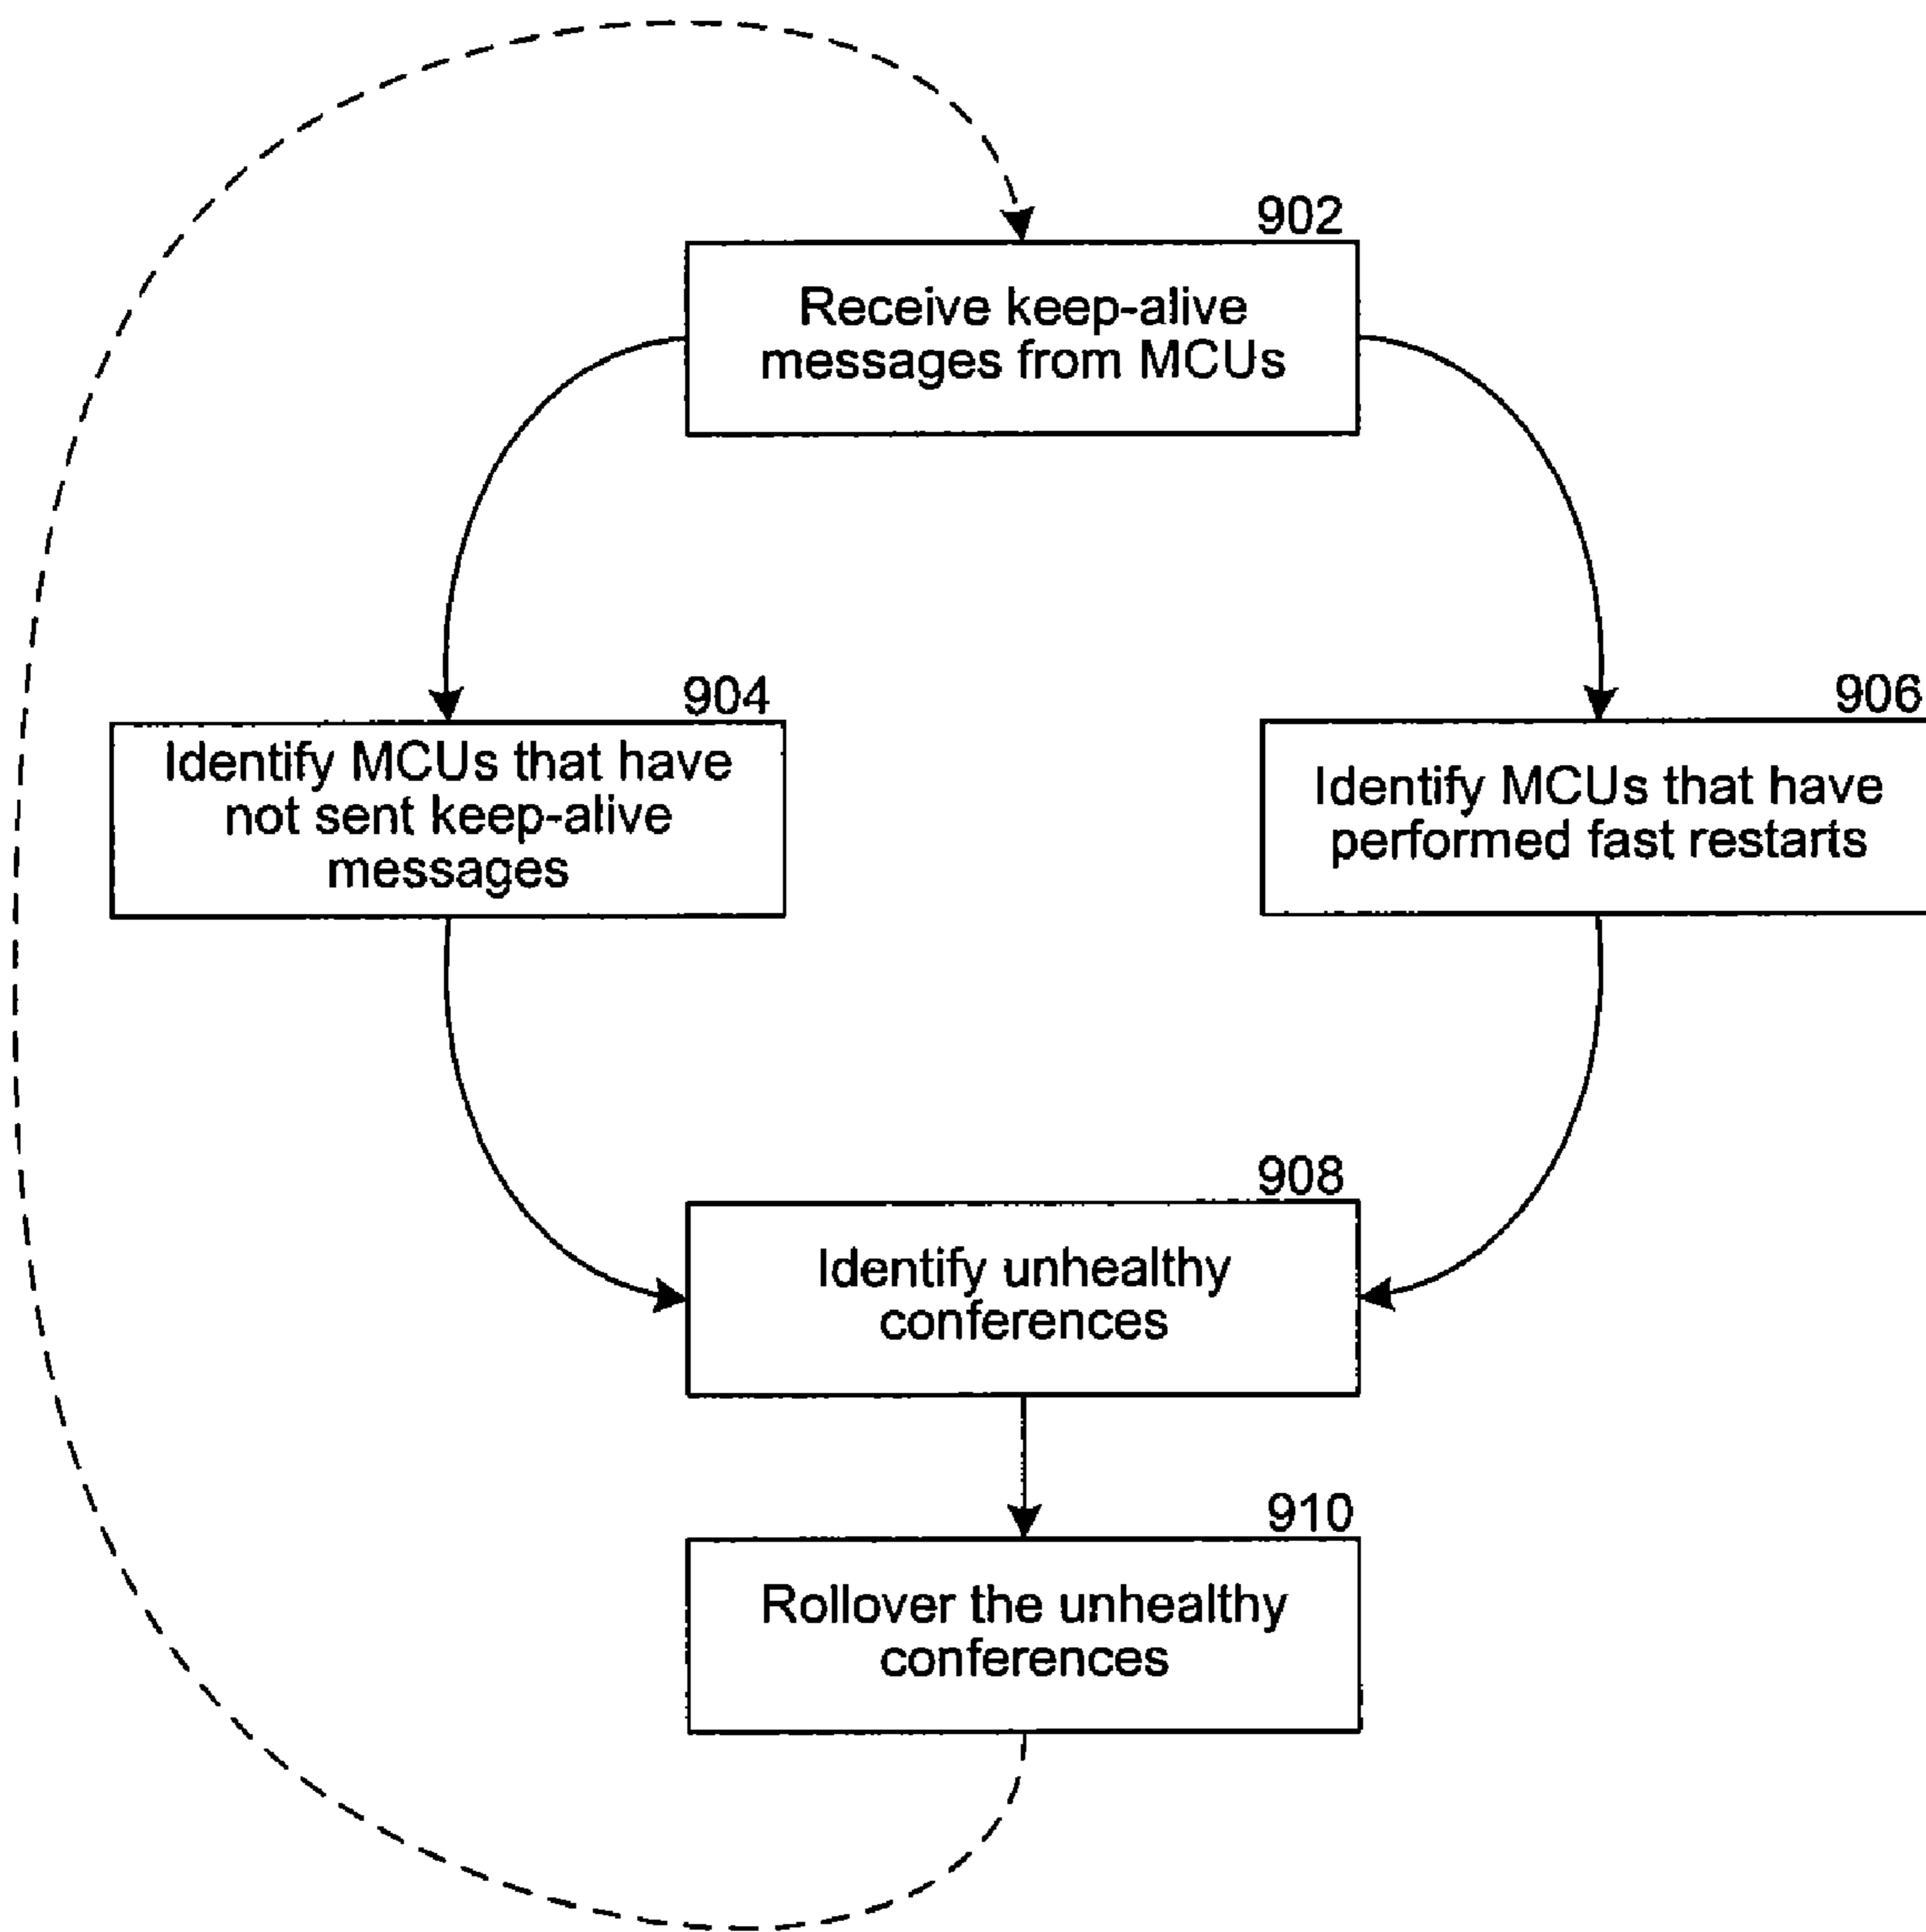 902
Receive keep-alive
messages from MCUs
904
Identify MCUs that have
not sent keep-alive
messages
906
Identify MCUs that have
performed fast restarts
908
Identify unhealthy
conferences
910
Rollover the unhealthy
conferences